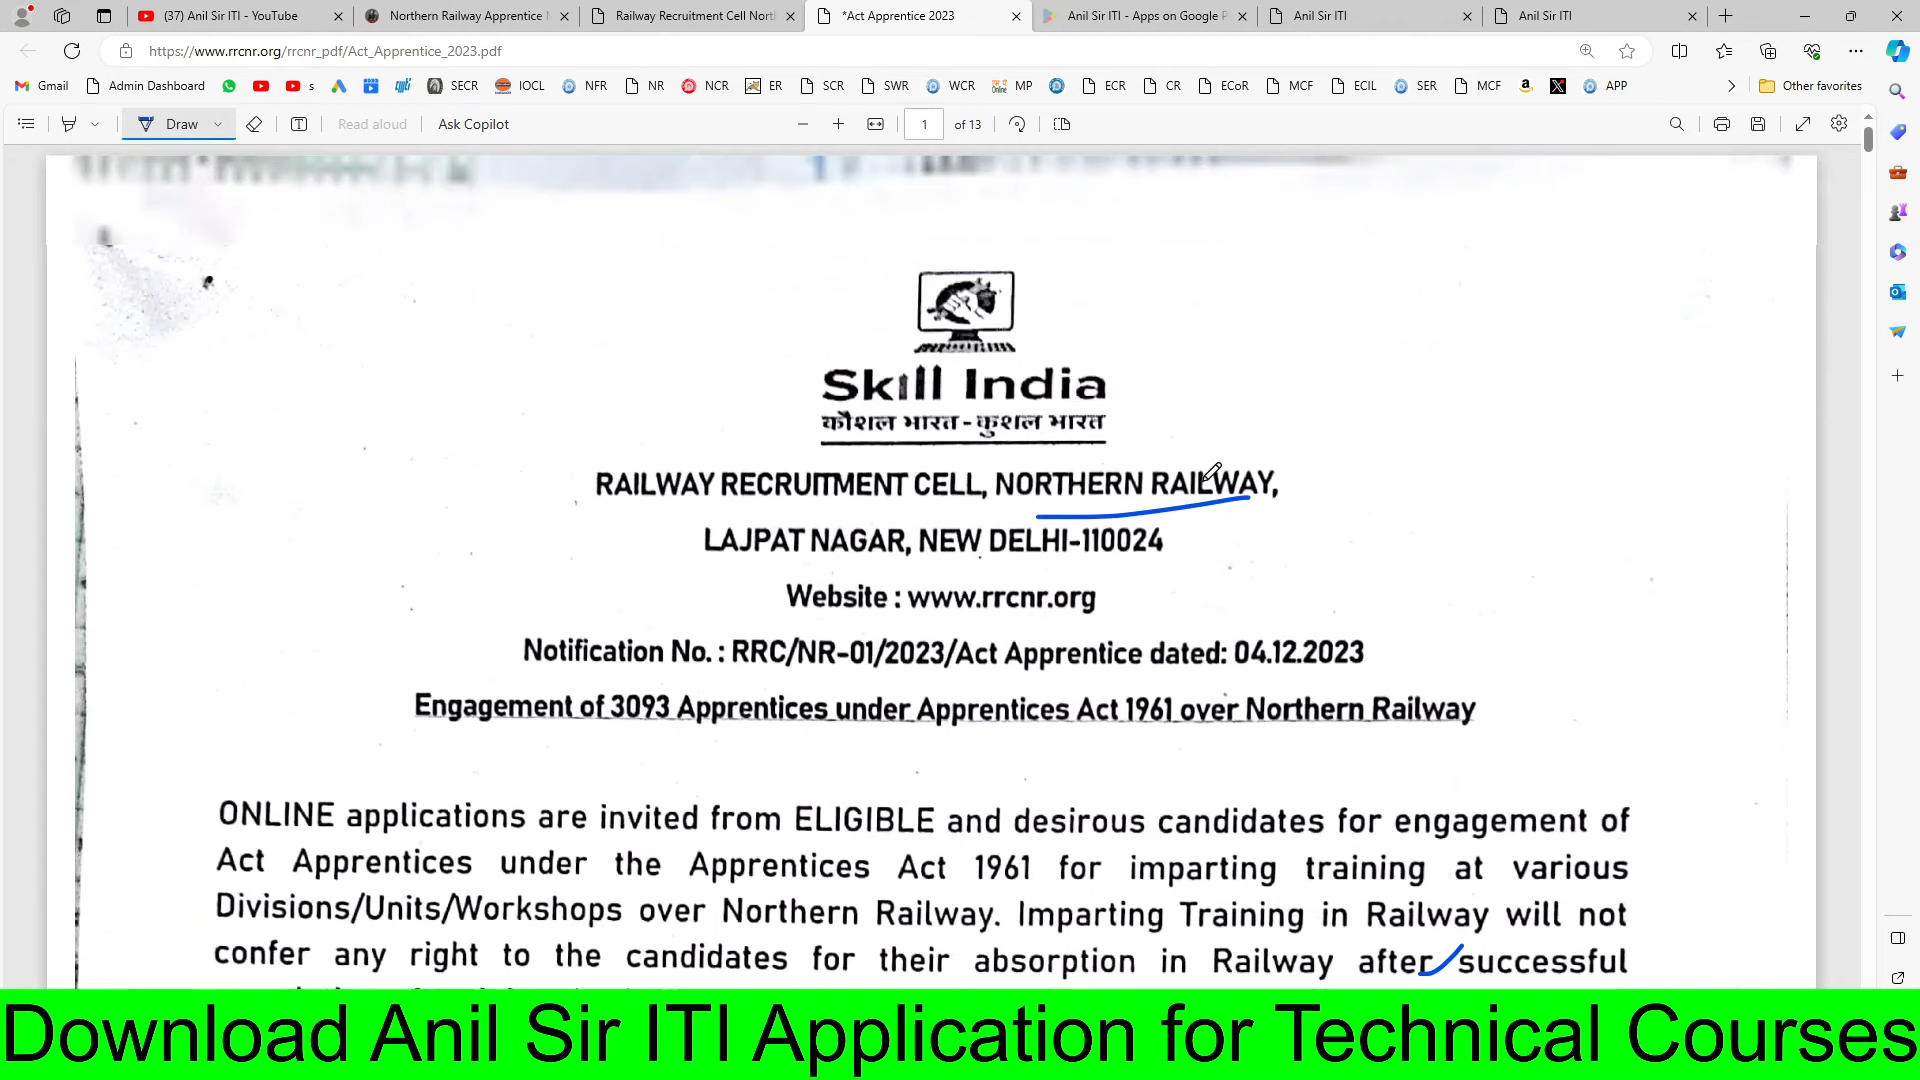 (37) Anil Sir ITI - YouTube
Northern Railway Apprentice
Railway Recruitment Cell
*Act Apprentice 2023
Anil Sir ITI - Apps on Google P
Anil Sir ITI
Anil Sir ITI
https://www.rrcnr.org/rrcnr_pdf/Act_Apprentice_2023.pdf
Gmail Admin Dashboard s SECR IOCL NFR NR NCR ER SCR SWR WCR MP ECR CR ECoR MCF ECIL SER MCF APP Other favorites
Draw Read aloud Ask Copilot 1 of 13
Skill India
कौशल भारत - कुशल भारत
RAILWAY RECRUITMENT CELL, NORTHERN RAILWAY,
LAJPAT NAGAR, NEW DELHI-110024
Website : www.rrcnr.org
Notification No. : RRC/NR-01/2023/Act Apprentice dated: 04.12.2023
Engagement of 3093 Apprentices under Apprentices Act 1961 over Northern Railway
ONLINE applications are invited from ELIGIBLE and desirous candidates for engagement of
Act Apprentices under the Apprentices Act 1961 for imparting training at various
Divisions/Units/Workshops over Northern Railway. Imparting Training in Railway will not
confer any right to the candidates for their absorption in Railway after successful
Download Anil Sir ITI Application for Technical Courses